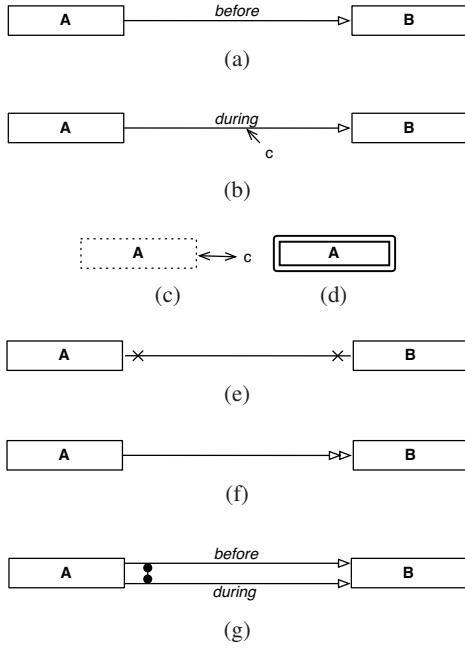 before
A B
(a)
during
A B
c
(b)
A c A
(c) (d)
A B
(e)
A B
(f)
before
A B
during
(g)